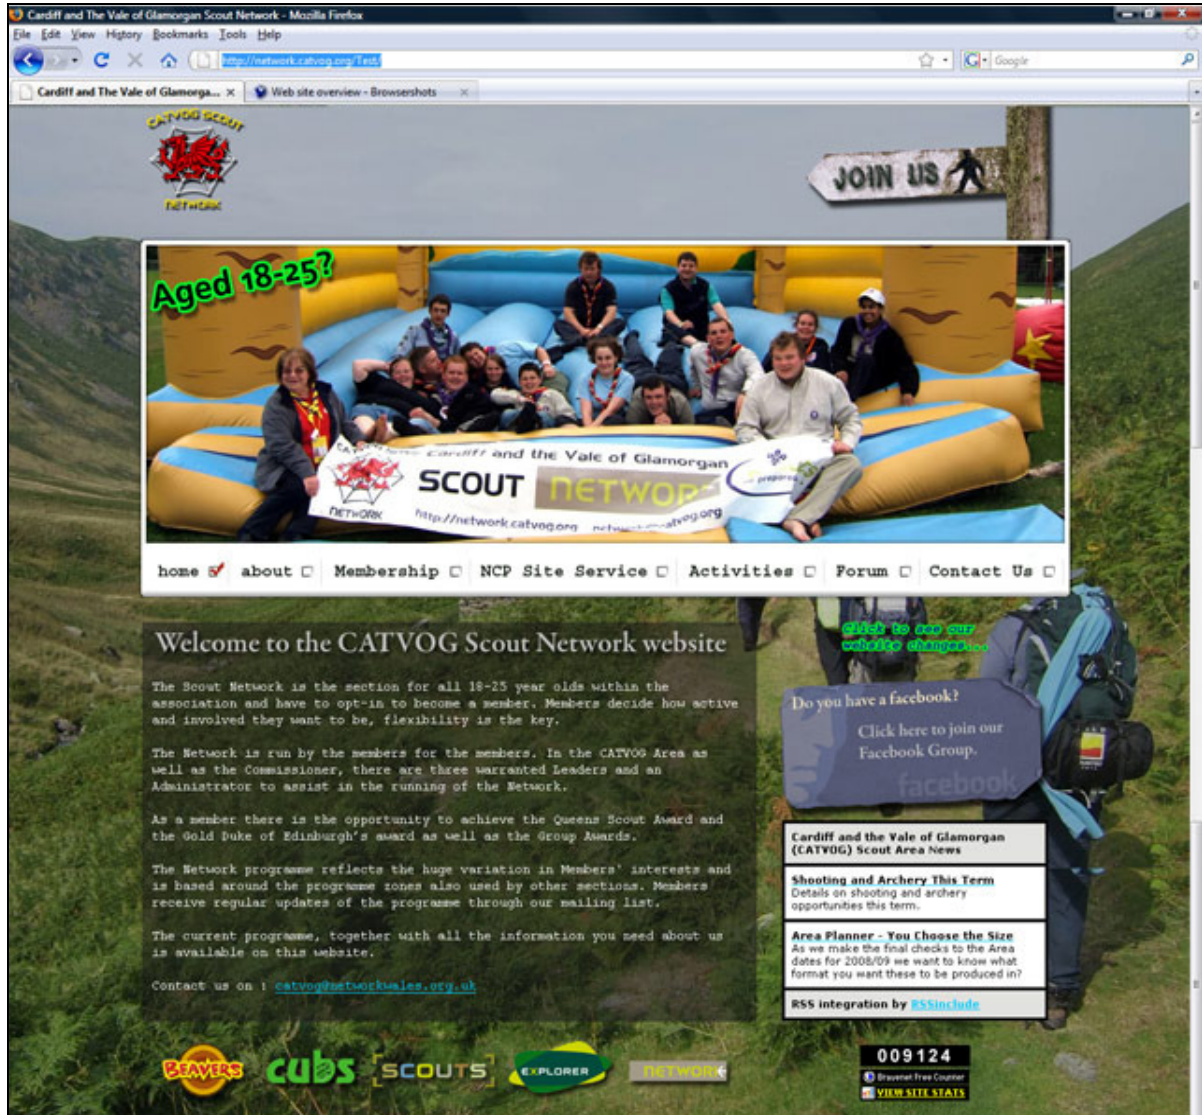 Cardiff and The Vale of Glamorgan Scout Network - Mozilla Firefox
File Edit View History Bookmarks Tools Help
http://network.catvog.org/Test/
Google
Cardiff and The Vale of Glamorga...
Web site overview - Browsershots
CATVOG SCOUT
NETWORK
JOIN US
Aged 18-25?
Cardiff and the Vale of Glamorgan
SCOUT NETWORK
prepared
NETWORK
http://network.catvog.org
home about Membership NCP Site Service Activities Forum Contact Us
Welcome to the CATVOG Scout Network website
The Scout Network is the section for all 18-25 year olds within the
association and have to opt-in to become a member. Members decide how active
and involved they want to be, flexibility is the key.
The Network is run by the members for the members. In the CATVOG Area as
well as the Commissioner, there are three warranted Leaders and an
Administrator to assist in the running of the Network.
As a member there is the opportunity to achieve the Queens Scout Award and
the Gold Duke of Edinburgh's award as well as the Group Awards.
The Network programme reflects the huge variation in Members' interests and
is based around the programme zones also used by other sections. Members
receive regular updates of the programme through our mailing list.
The current programme, together with all the information you need about us
is available on this website.
Contact us on : catvog@networkwales.org.uk
Click to see our
website changes...
Do you have a facebook?
Click here to join our
Facebook Group.
facebook
Cardiff and the Vale of Glamorgan
(CATVOG) Scout Area News
Shooting and Archery This Term
Details on shooting and archery
opportunities this term.
Area Planner - You Choose the Size
As we make the final checks to the Area
dates for 2008/09 we want to know what
format you want these to be produced in?
RSS integration by RSSinclude
BEAVERS cubs SCOUTS EXPLORER NETWORK
009124
Bravenet Free Counter
VIEW SITE STATS